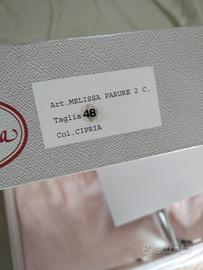 Art.MELISSA PARURE 2 C.
Taglia 48
Col.CIPRIA